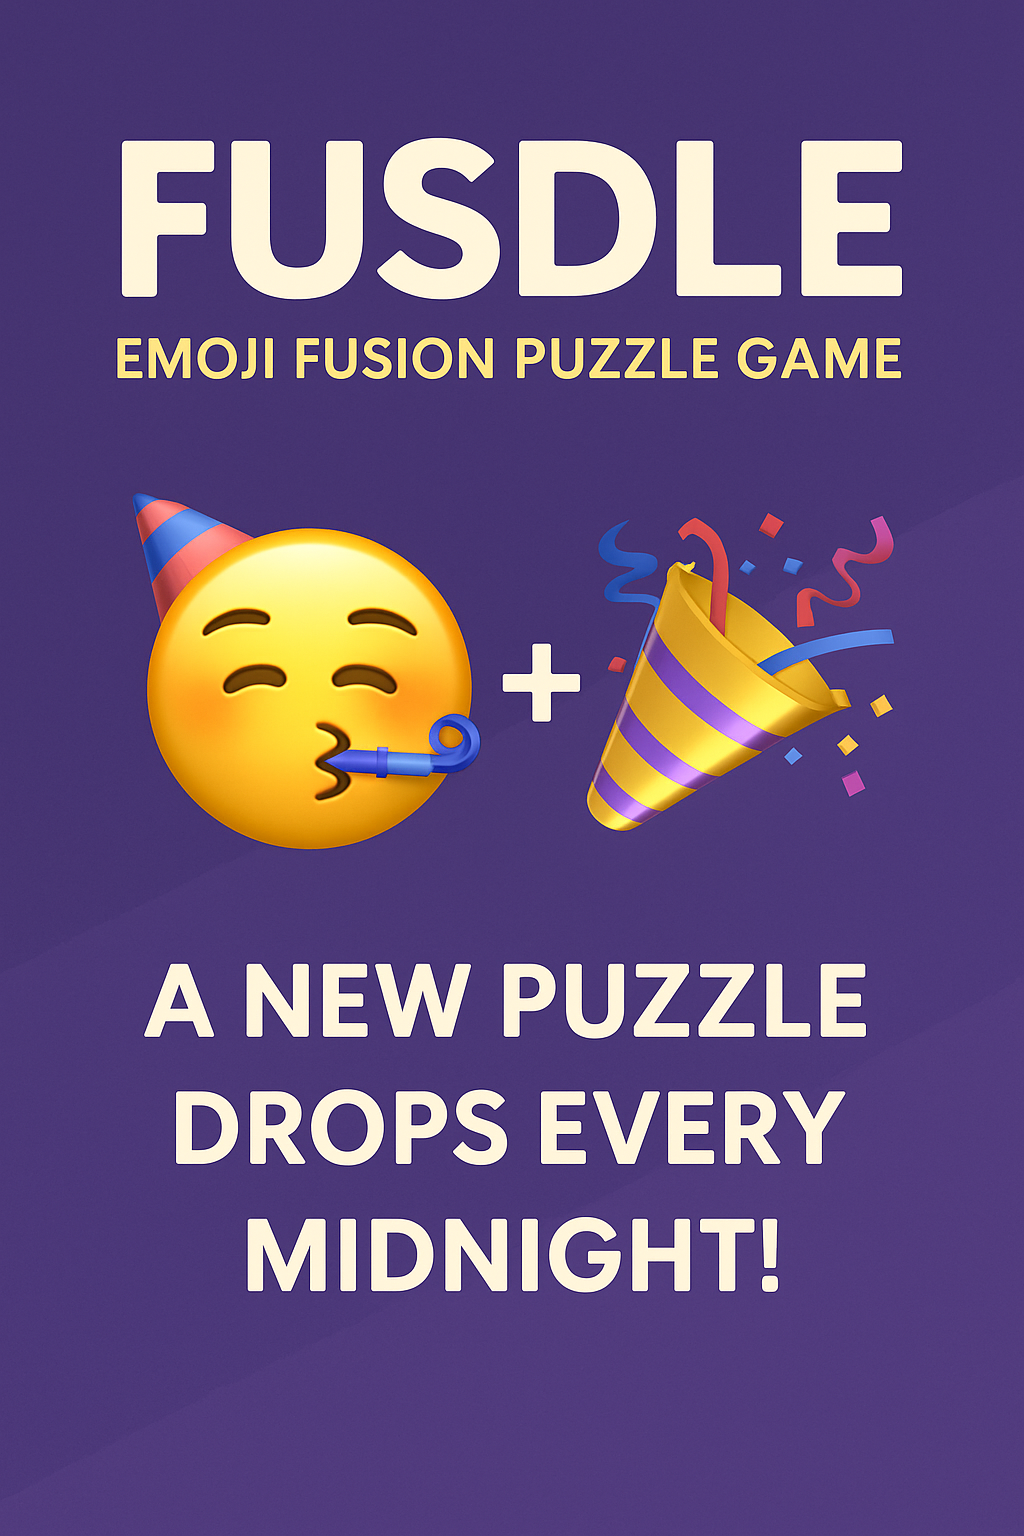 FUSDLE
EMOJI FUSION PUZZLE GAME
+
A NEW PUZZLE
DROPS EVERY
MIDNIGHT!